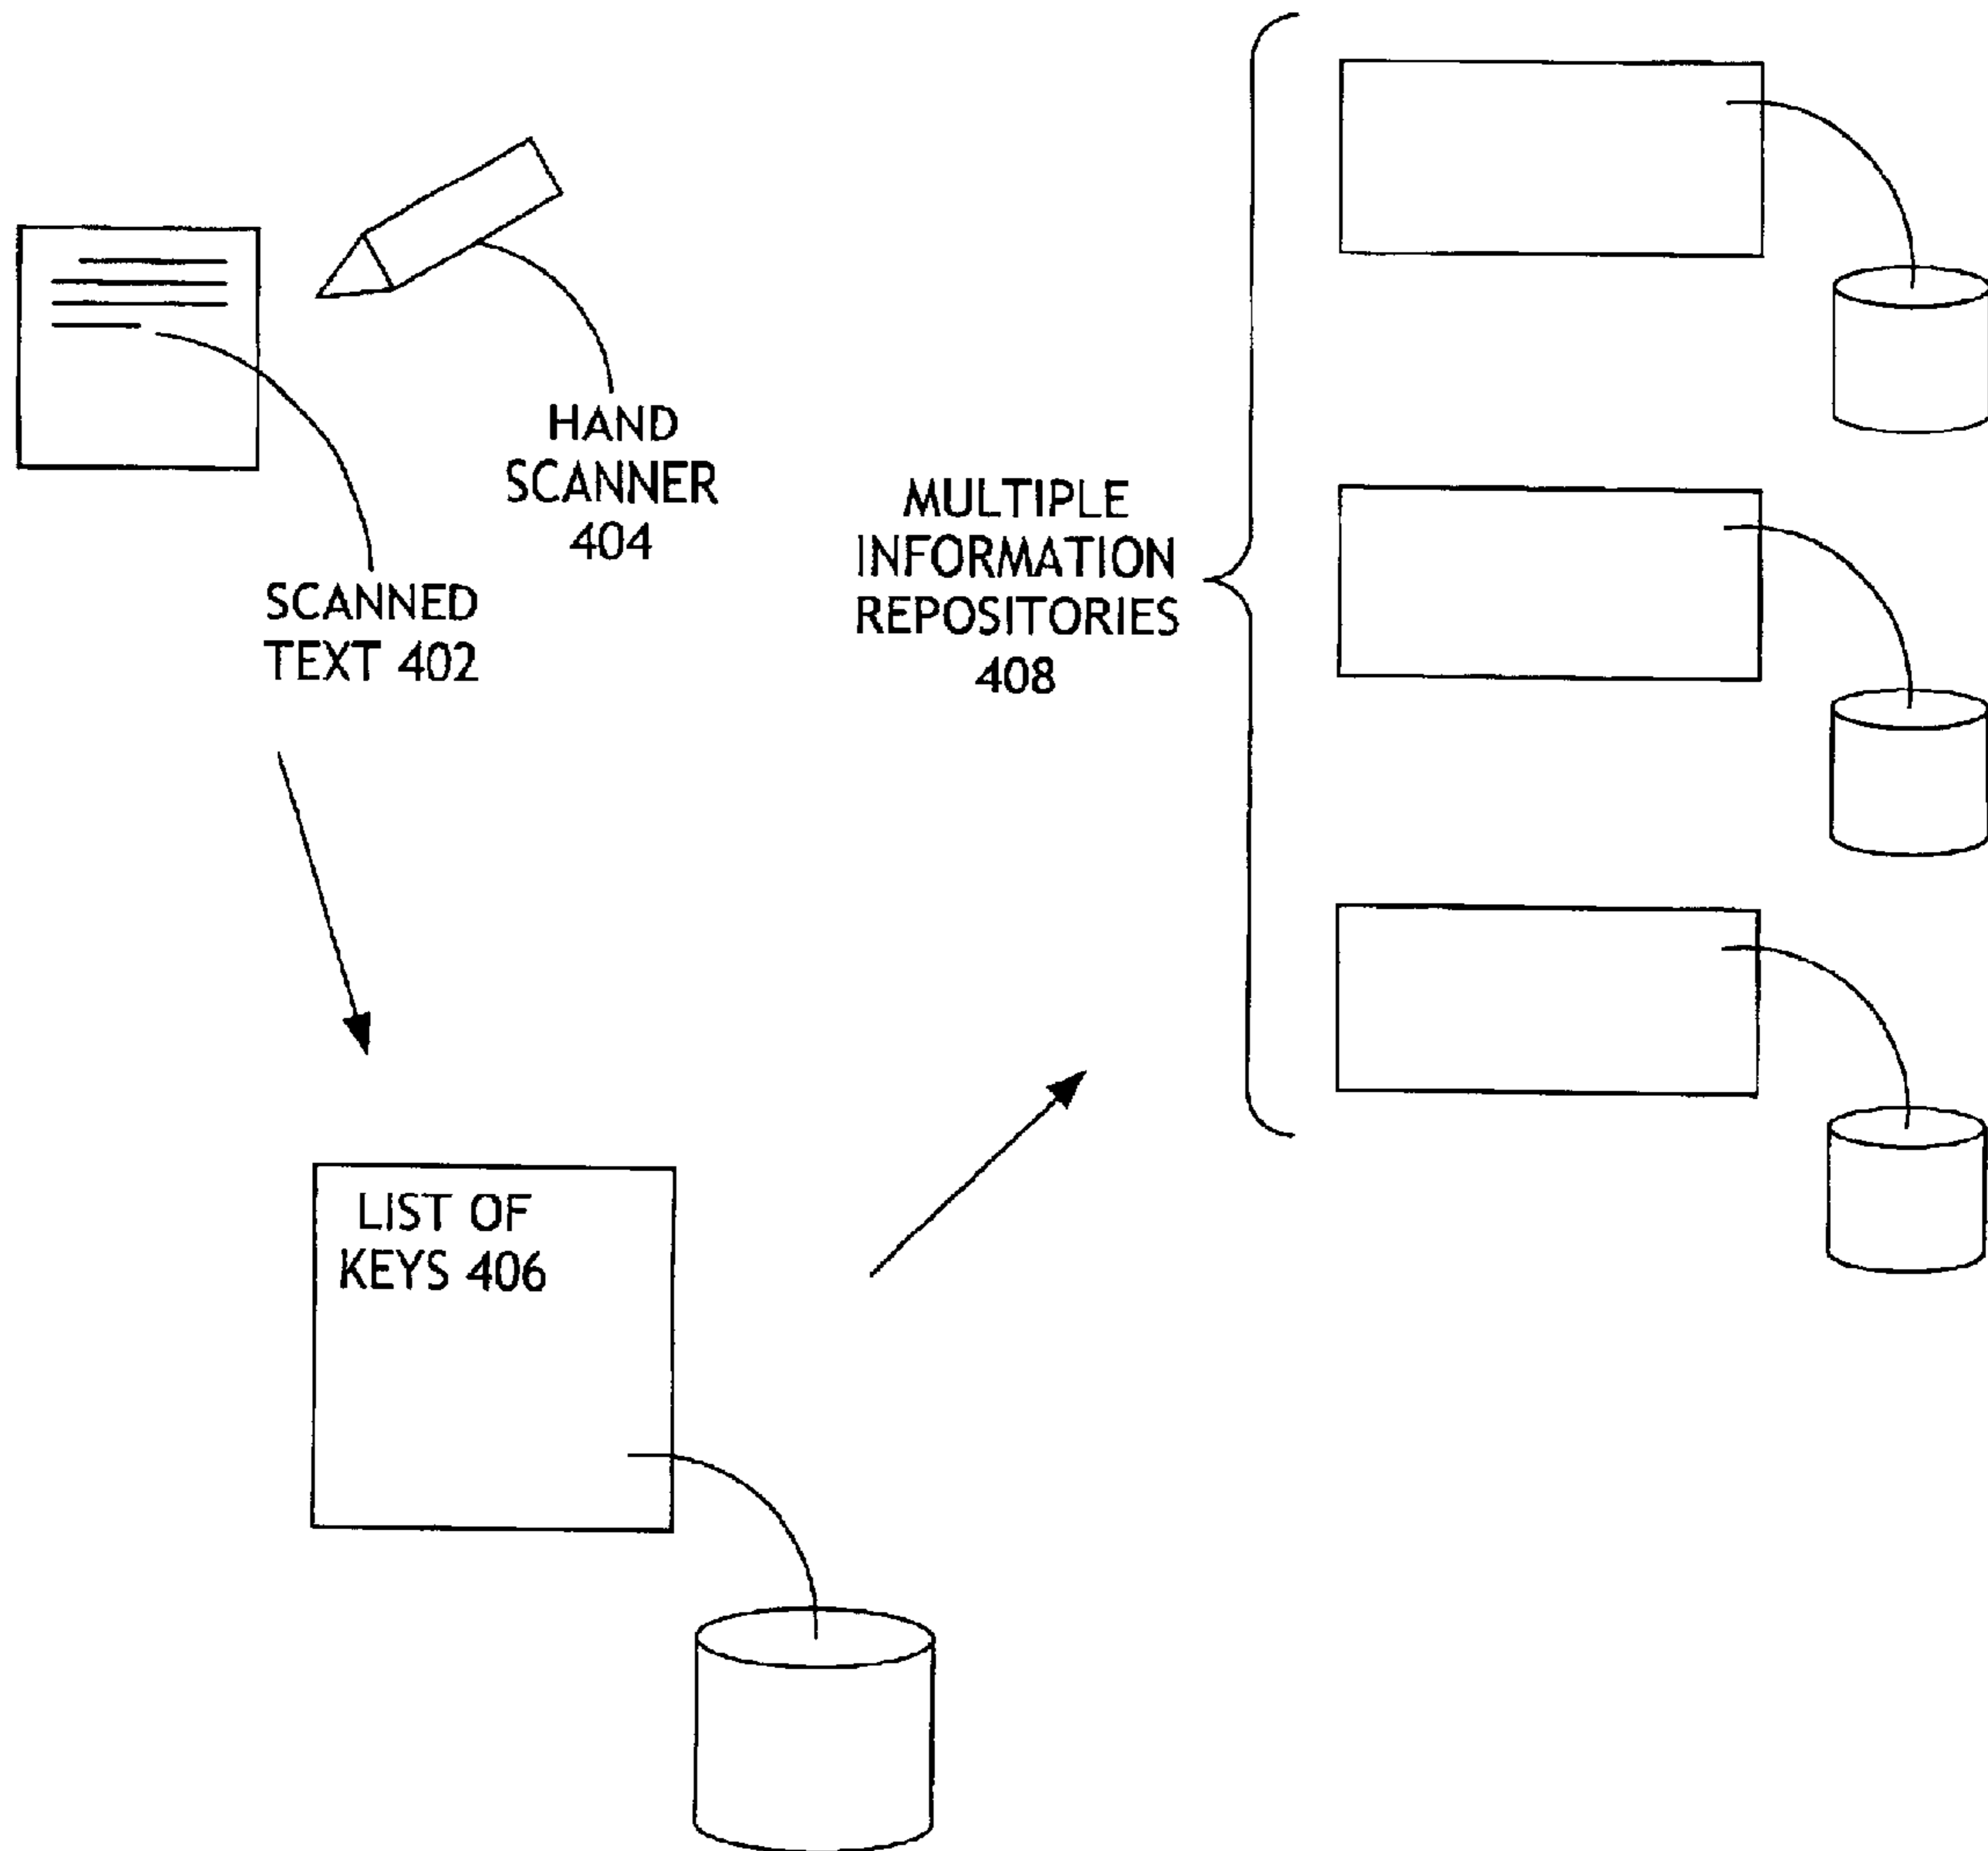 HAND
SCANNER
404
SCANNED
TEXT 402
MULTIPLE
INFORMATION
REPOSITORIES
408
LIST OF
KEYS 406